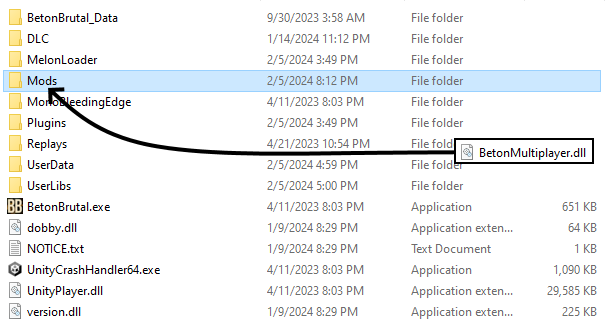 BetonBrutal_Data 9/30/2023 3:58 AM File folder
DLC 1/14/2024 11:12 PM File folder
MelonLoader 2/5/2024 3:49 PM File folder
Mods 2/5/2024 8:12 PM File folder
MonoBleedingEdge 4/11/2023 8:03 PM File folder
Plugins 2/5/2024 3:49 PM File folder
Replays 4/21/2023 10:54 PM File folder
BetonMultiplayer.dll
UserData 2/5/2024 4:59 PM File folder
UserLibs 2/5/2024 5:00 PM File folder
BB BetonBrutal.exe 4/11/2023 8:03 PM Application 651 KB
dobby.dll 1/9/2024 8:29 PM Application exten... 64 KB
NOTICE.txt 1/9/2024 8:29 PM Text Document 1 KB
UnityCrashHandler64.exe 4/11/2023 8:03 PM Application 1,090 KB
UnityPlayer.dll 4/11/2023 8:03 PM Application exten... 29,585 KB
version.dll 1/9/2024 8:29 PM Application exten... 225 KB